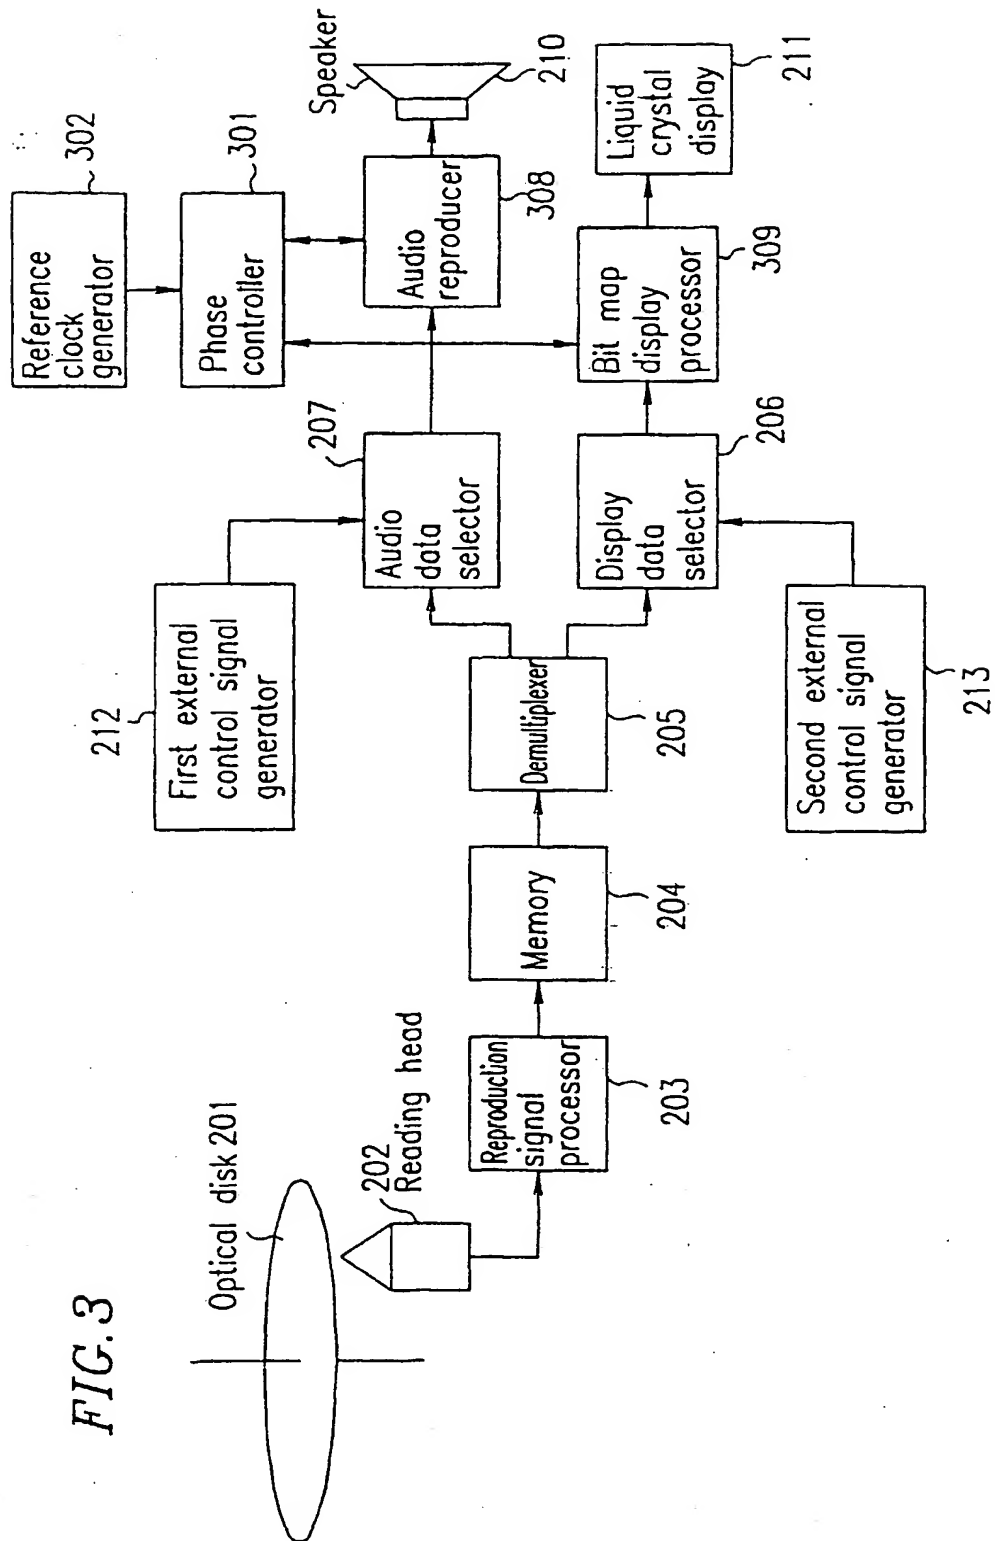 FIG. 3
Optical disk 201
202
Reading head
Reproduction
signal
processor
203
Memory
204
Demultiplexer
205
212
First external
control signal
generator
207
Audio
data
selector
Display
data
selector
206
Second external
control signal
generator
213
302
Reference
clock
generator
301
Phase
controller
Audio
reproducer
308
Speaker
210
Bit map
display
processor
309
Liquid
crystal
display
211